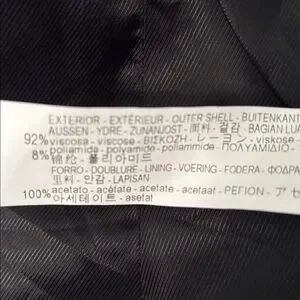 EXTERIOR - EXTÉRIEUR - OUTER SHELL - BUITENKANT
AUSSEN - YDRE - ZUNANJOST - 面料 - 겉감 - BAGIAN LUA
92% viscosa - viscose - ΒΙΣΚΟΖΗ - レーヨン - viskose -
poliamida - polyamide - poliammide - ΠΟΛΥΑΜΙΔΙΟ -
8% 锦纶 - 폴리아미드
FORRO - DOUBLURE - LINING - VOERING - FODERA - ΦΟΔΡΑ
里料 - 안감 - LAPISAN
100% acetato - acétate - acetate - acetaat - ΡΕΓΙΟΝ - アセ
아세테이트 - asetat